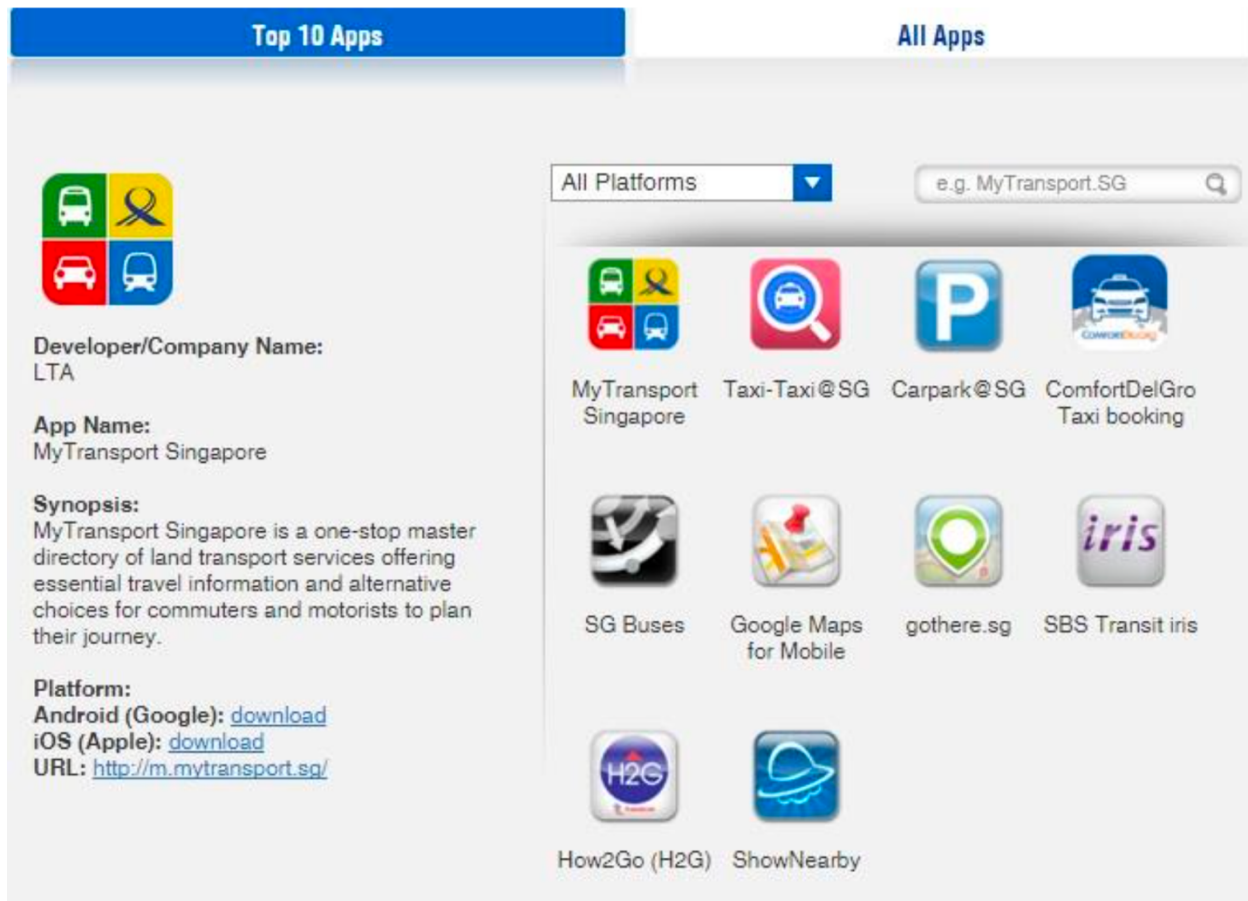 Top 10 Apps
All Apps
All Platforms
e.g. MyTransport.SG
Developer/Company Name:
LTA
App Name:
MyTransport Singapore
Synopsis:
MyTransport Singapore is a one-stop master
directory of land transport services offering
essential travel information and alternative
choices for commuters and motorists to plan
their journey.
Platform:
Android (Google): download
iOS (Apple): download
URL: http://m.mytransport.sg/
P
COMFORTDELGRO
MyTransport
Singapore
Taxi-Taxi@SG
Carpark@SG
ComfortDelGro
Taxi booking
iris
SG Buses
Google Maps
for Mobile
gothere.sg
SBS Transit iris
H2G
How2Go (H2G)
ShowNearby